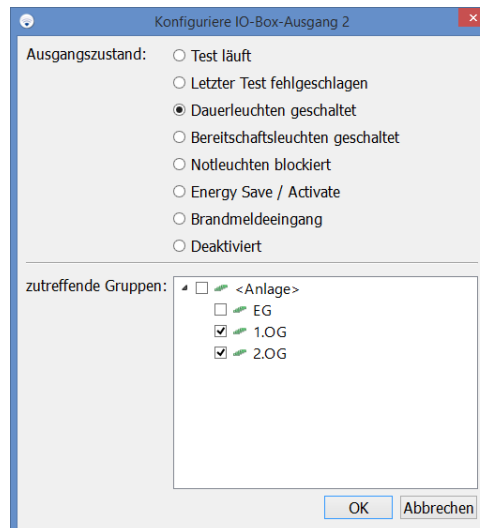 Konfiguriere IO-Box-Ausgang 2
Ausgangszustand:
Test läuft
Letzter Test fehlgeschlagen
Dauerleuchten geschaltet
Bereitschaftsleuchten geschaltet
Notleuchten blockiert
Energy Save / Activate
Brandmeldeeingang
Deaktiviert
zutreffende Gruppen:
<Anlage>
EG
1.OG
2.OG
OK
Abbrechen